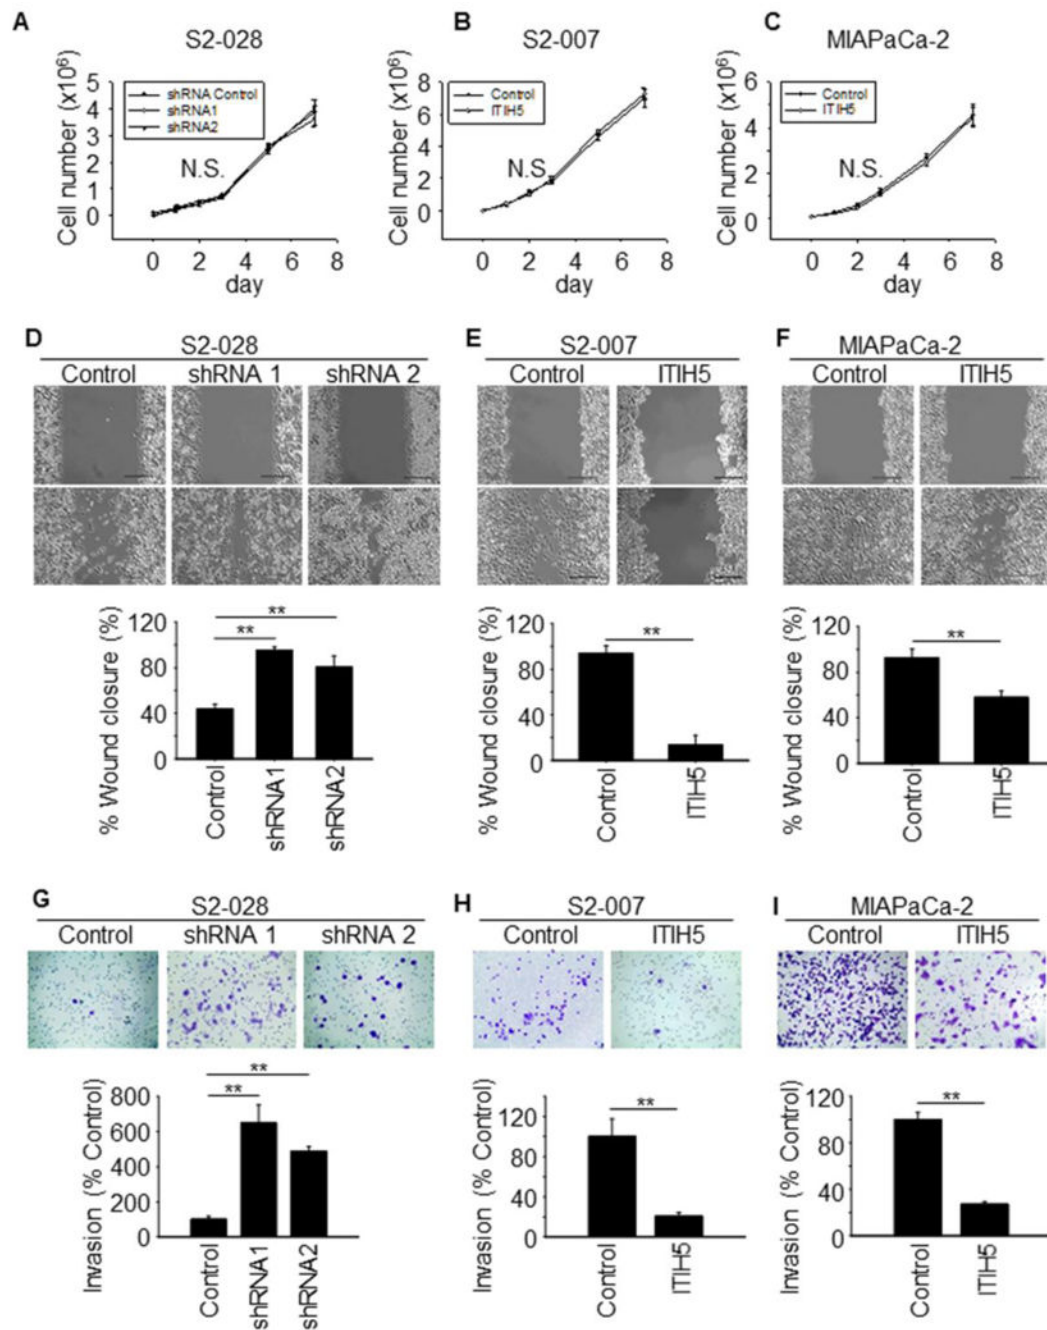 A
S2-028
Cell number (x10⁶)
5
4
3
2
1
0
shRNA Control
shRNA1
shRNA2
N.S.
0 2 4 6 8
day
B
S2-007
Cell number (x10⁶)
8
6
4
2
0
Control
ITIH5
N.S.
0 2 4 6 8
day
C
MIAPaCa-2
Cell number (x10⁶)
6
4
2
0
Control
ITIH5
N.S.
0 2 4 6 8
day
D
S2-028
Control shRNA 1 shRNA 2
% Wound closure (%)
120
80
40
0
**
**
Control
shRNA1
shRNA2
E
S2-007
Control ITIH5
% Wound closure (%)
120
80
40
0
**
Control
ITIH5
F
MIAPaCa-2
Control ITIH5
% Wound closure (%)
120
80
40
0
**
Control
ITIH5
G
S2-028
Control shRNA 1 shRNA 2
Invasion (% Control)
800
600
400
200
0
**
**
Control
shRNA1
shRNA2
H
S2-007
Control ITIH5
Invasion (% Control)
120
80
40
0
**
Control
ITIH5
I
MIAPaCa-2
Control ITIH5
Invasion (% Control)
120
80
40
0
**
Control
ITIH5